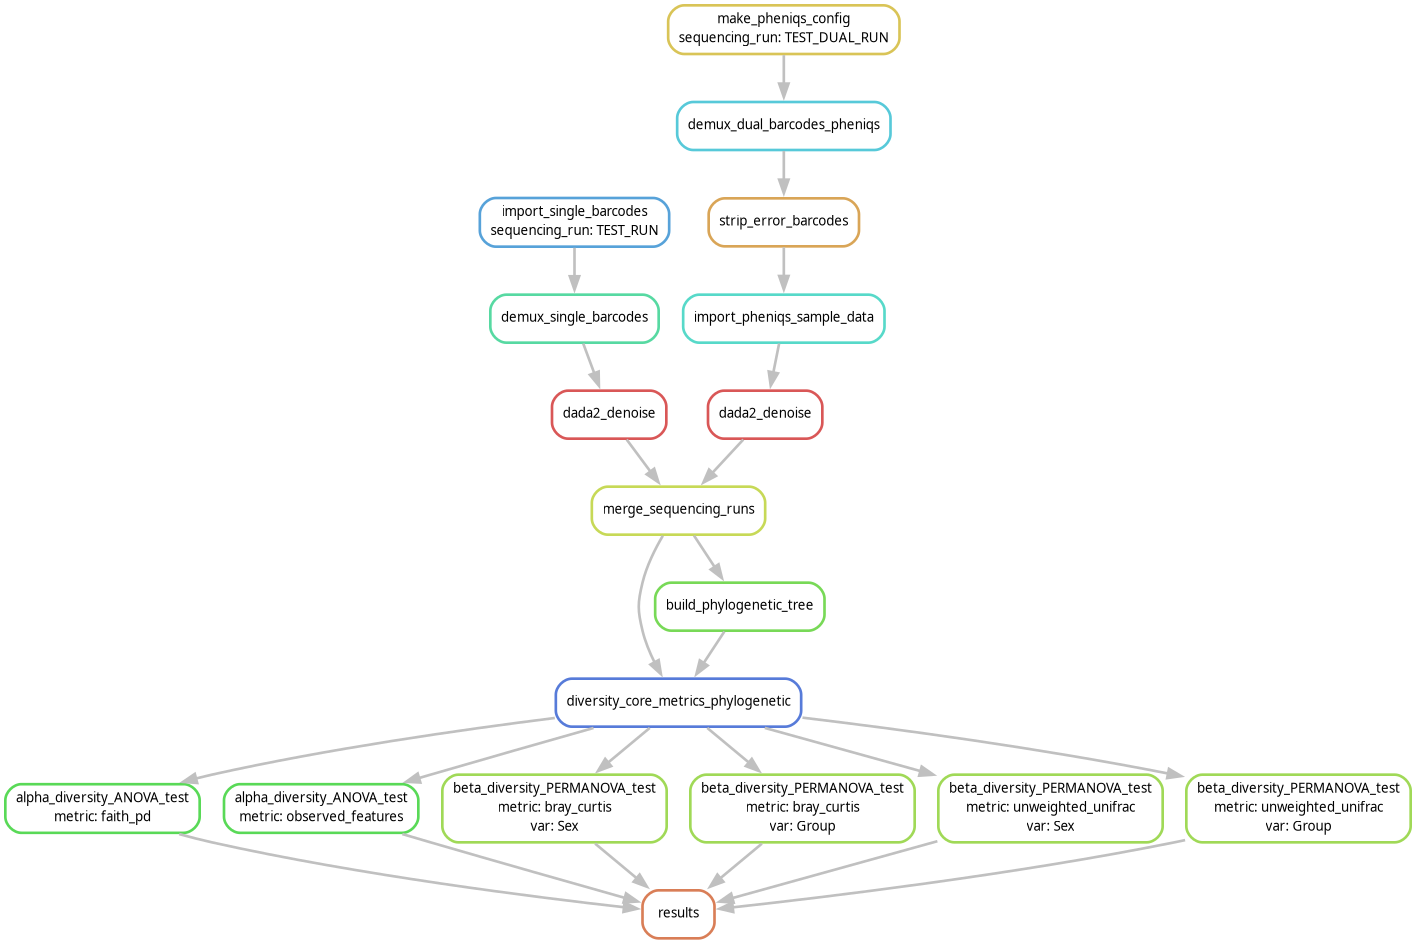 make_pheniqs_config
sequencing_run: TEST_DUAL_RUN
demux_dual_barcodes_pheniqs
import_single_barcodes
sequencing_run: TEST_RUN
strip_error_barcodes
demux_single_barcodes
import_pheniqs_sample_data
dada2_denoise
dada2_denoise
merge_sequencing_runs
build_phylogenetic_tree
diversity_core_metrics_phylogenetic
alpha_diversity_ANOVA_test
metric: faith_pd
alpha_diversity_ANOVA_test
metric: observed_features
beta_diversity_PERMANOVA_test
metric: bray_curtis
var: Sex
beta_diversity_PERMANOVA_test
metric: bray_curtis
var: Group
beta_diversity_PERMANOVA_test
metric: unweighted_unifrac
var: Sex
beta_diversity_PERMANOVA_test
metric: unweighted_unifrac
var: Group
results